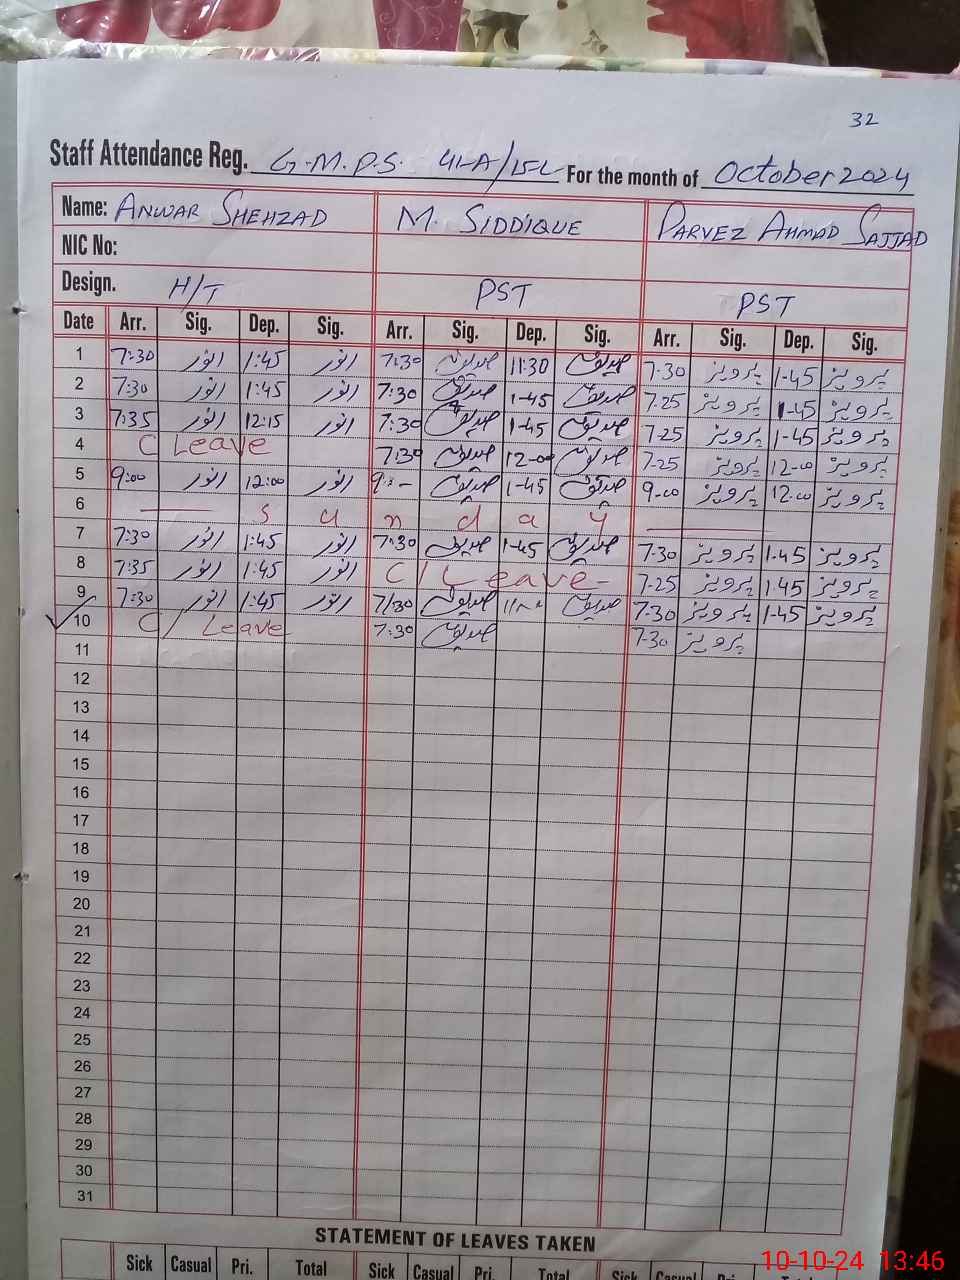 32
Staff Attendance Reg. G.M.P.S. 41-A/15-L For the month of October 2024
Name: ANWAR SHEHZAD M. SIDDIQUE PARVEZ AHMAD SAJJAD
NIC No:
Design. H/T PST PST
Date Arr. Sig. Dep. Sig. Arr. Sig. Dep. Sig. Arr. Sig. Dep. Sig.
1 7:30 انور 1:45 انور 7:30 صدیق 11:30 صدیق 7.30 پرویز 1-45 پرویز
2 7:30 انور 1:45 انور 7:30 صدیق 1-45 صدیق 7.25 پرویز 1-45 پرویز
3 7:35 انور 12:15 انور 7:30 صدیق 1-45 صدیق 7-25 پرویز 1-45 پرویز
4 C Leave 7:30 صدیق 12-00 صدیق 7-25 پرویز 12-00 پرویز
5 9:00 انور 12:00 انور صدیق 1-45 صدیق 9-00 پرویز 12.00 پرویز
6 Sunday
7 7:30 انور 1:45 انور 7:30 صدیق 1-45 صدیق 7.30 پرویز 1.45 پرویز
8 7:35 انور 1:45 انور C/Leave- 7-25 پرویز 1.45 پرویز
9 7:30 انور 1:45 انور 7/30 صدیق صدیق 7.30 پرویز 1-45 پرویز
10 C/ Leave 7:30 صدیق 7-30 پرویز
11
12
13
14
15
16
17
18
19
20
21
22
23
24
25
26
27
28
29
30
31
STATEMENT OF LEAVES TAKEN
Sick Casual Pri. Total Sick Casual Pri. Total Sick Casual Pri. Total
10-10-24 13:46